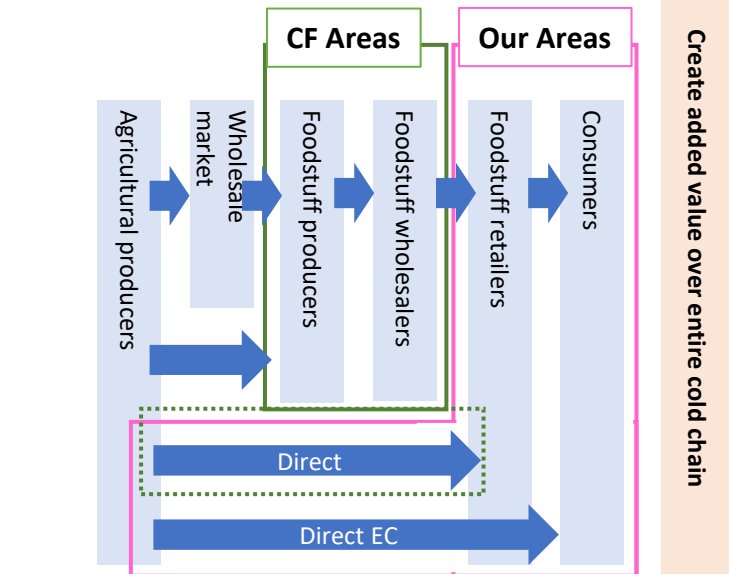 CF Areas
Our Areas
Agricultural producers
Wholesale
market
Foodstuff producers
Foodstuff wholesalers
Foodstuff retailers
Consumers
Direct
Direct EC
Create added value over entire cold chain